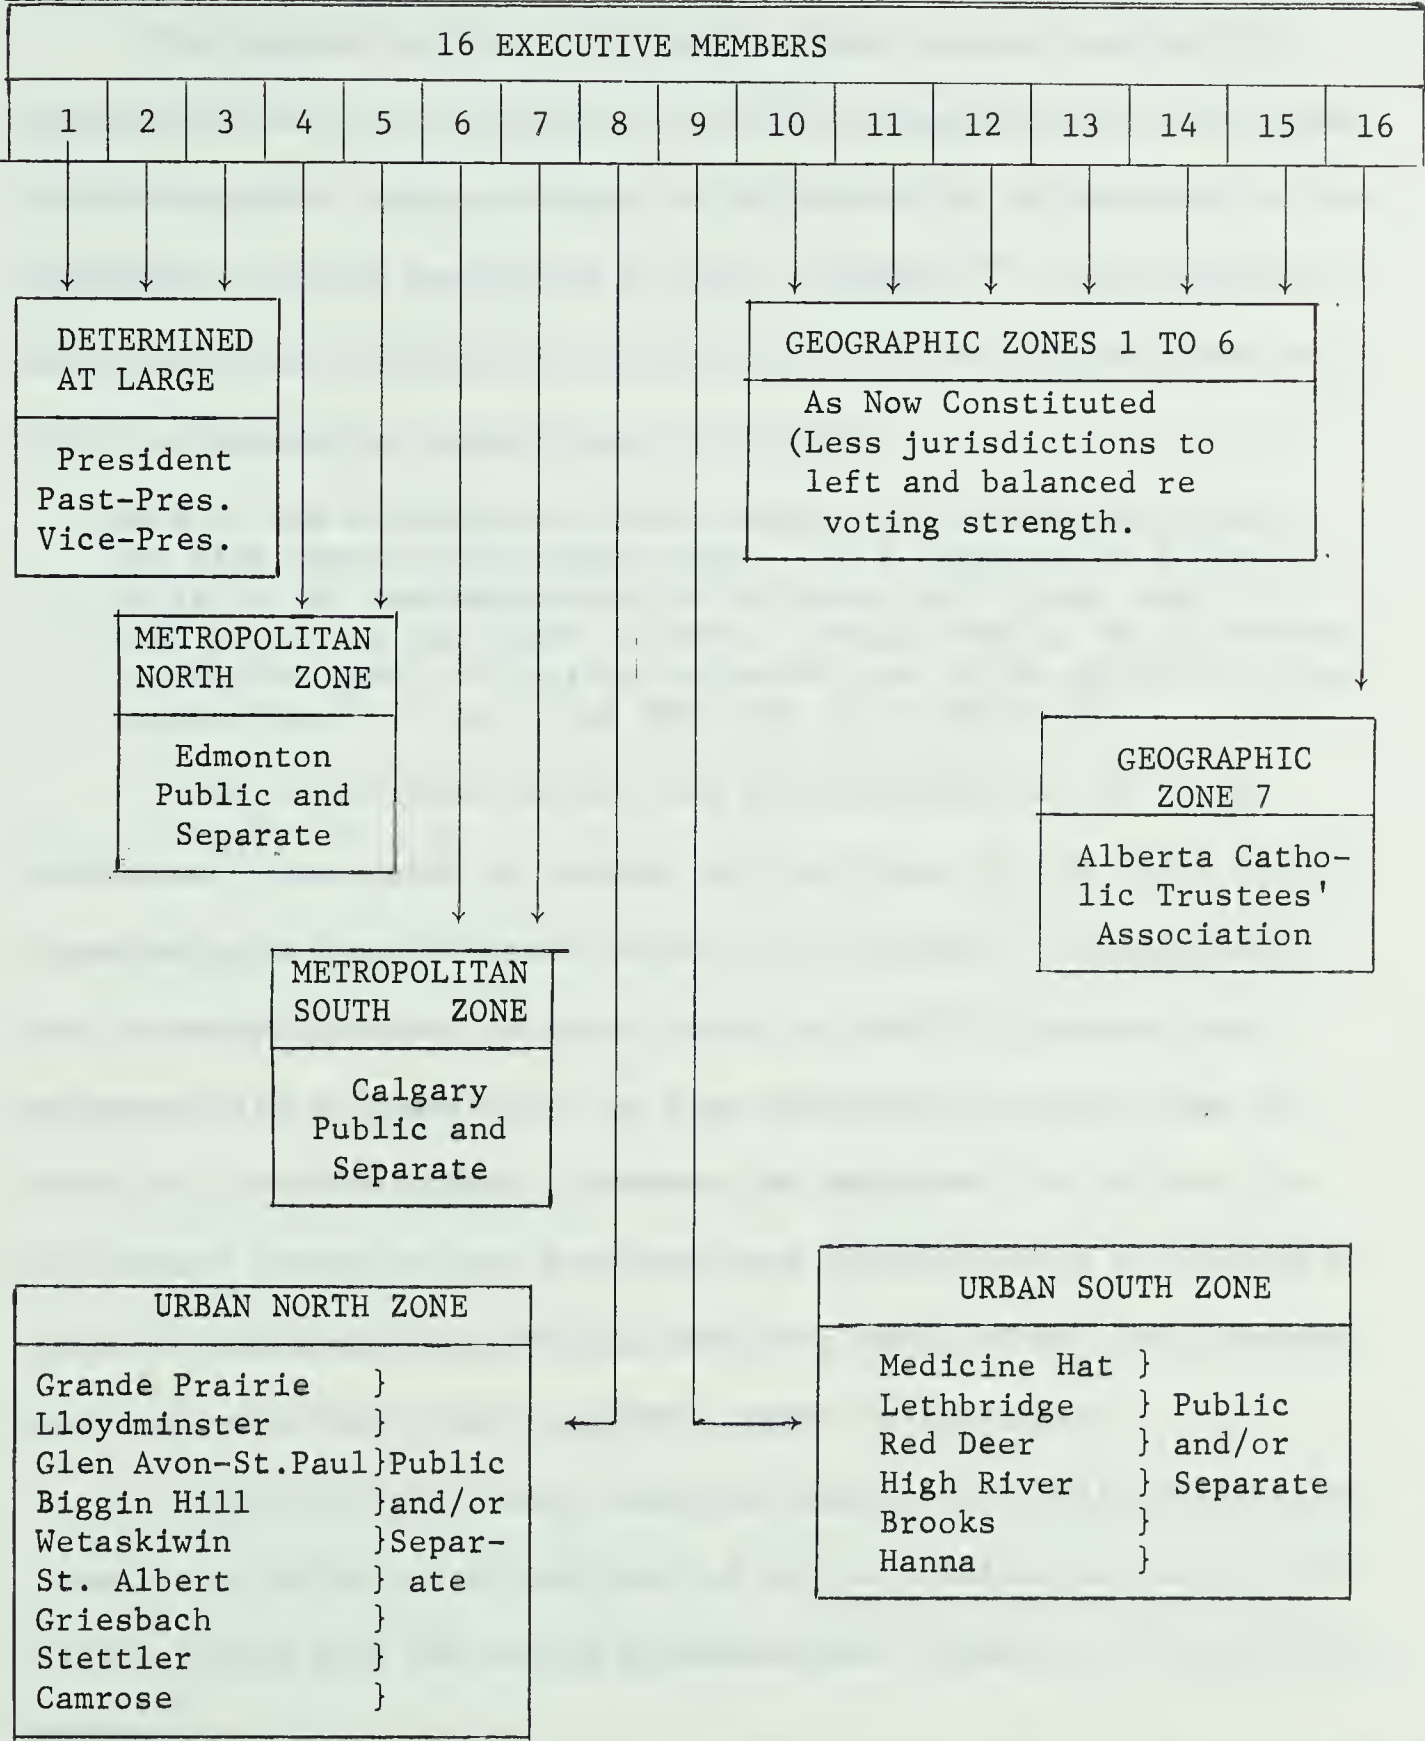 16 EXECUTIVE MEMBERS
1 2 3 4 5 6 7 8 9 10 11 12 13 14 15 16
DETERMINED
AT LARGE
President
Past-Pres.
Vice-Pres.
GEOGRAPHIC ZONES 1 TO 6
As Now Constituted
(Less jurisdictions to
left and balanced re
voting strength.
METROPOLITAN
NORTH ZONE
Edmonton
Public and
Separate
GEOGRAPHIC
ZONE 7
Alberta Catho-
lic Trustees'
Association
METROPOLITAN
SOUTH ZONE
Calgary
Public and
Separate
URBAN NORTH ZONE
Grande Prairie }
Lloydminster }
Glen Avon-St.Paul}Public
Biggin Hill }and/or
Wetaskiwin }Separ-
St. Albert } ate
Griesbach }
Stettler }
Camrose }
URBAN SOUTH ZONE
Medicine Hat }
Lethbridge } Public
Red Deer } and/or
High River } Separate
Brooks }
Hanna }